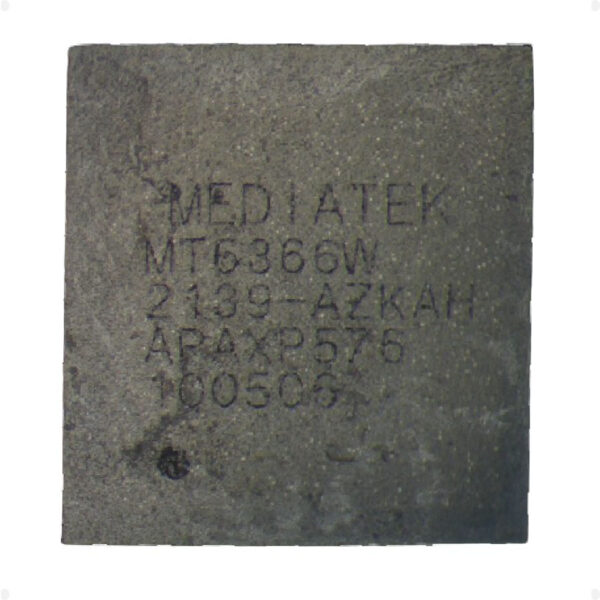 MEDIATEK
MT6366W
2139-AZKAH
APAXP576
100506